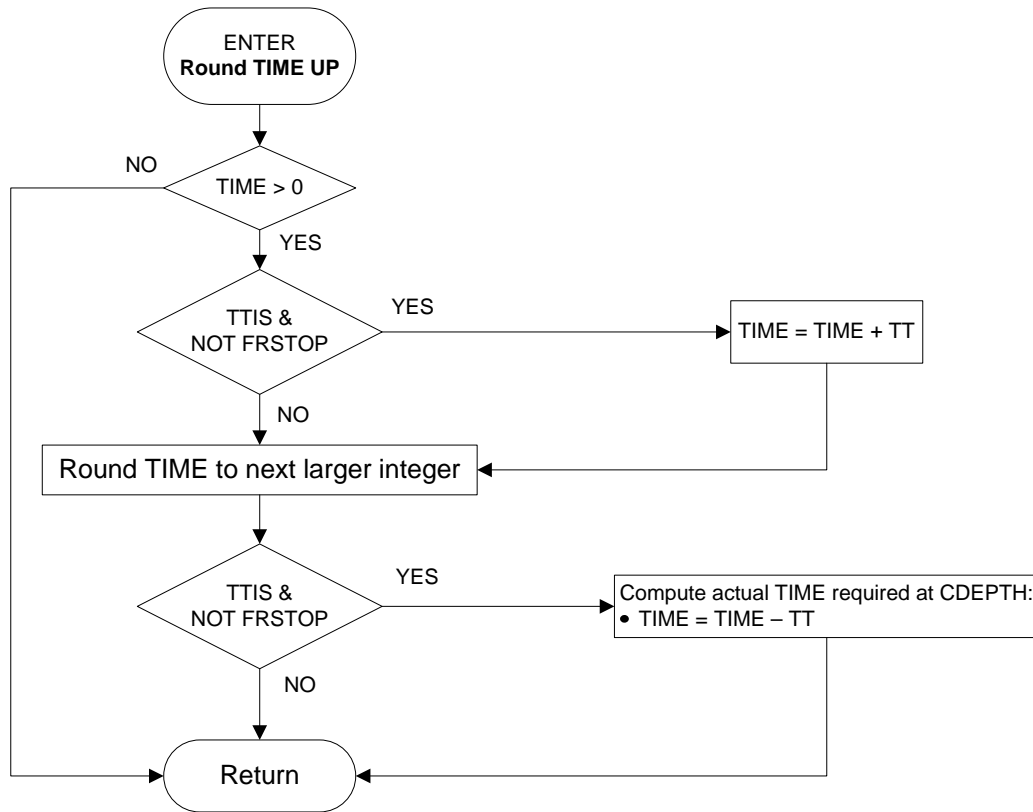 ENTER
Round TIME UP
NO
TIME > 0
YES
TTIS &
NOT FRSTOP
YES
TIME = TIME + TT
NO
Round TIME to next larger integer
TTIS &
NOT FRSTOP
YES
Compute actual TIME required at CDEPTH:
• TIME = TIME – TT
NO
Return